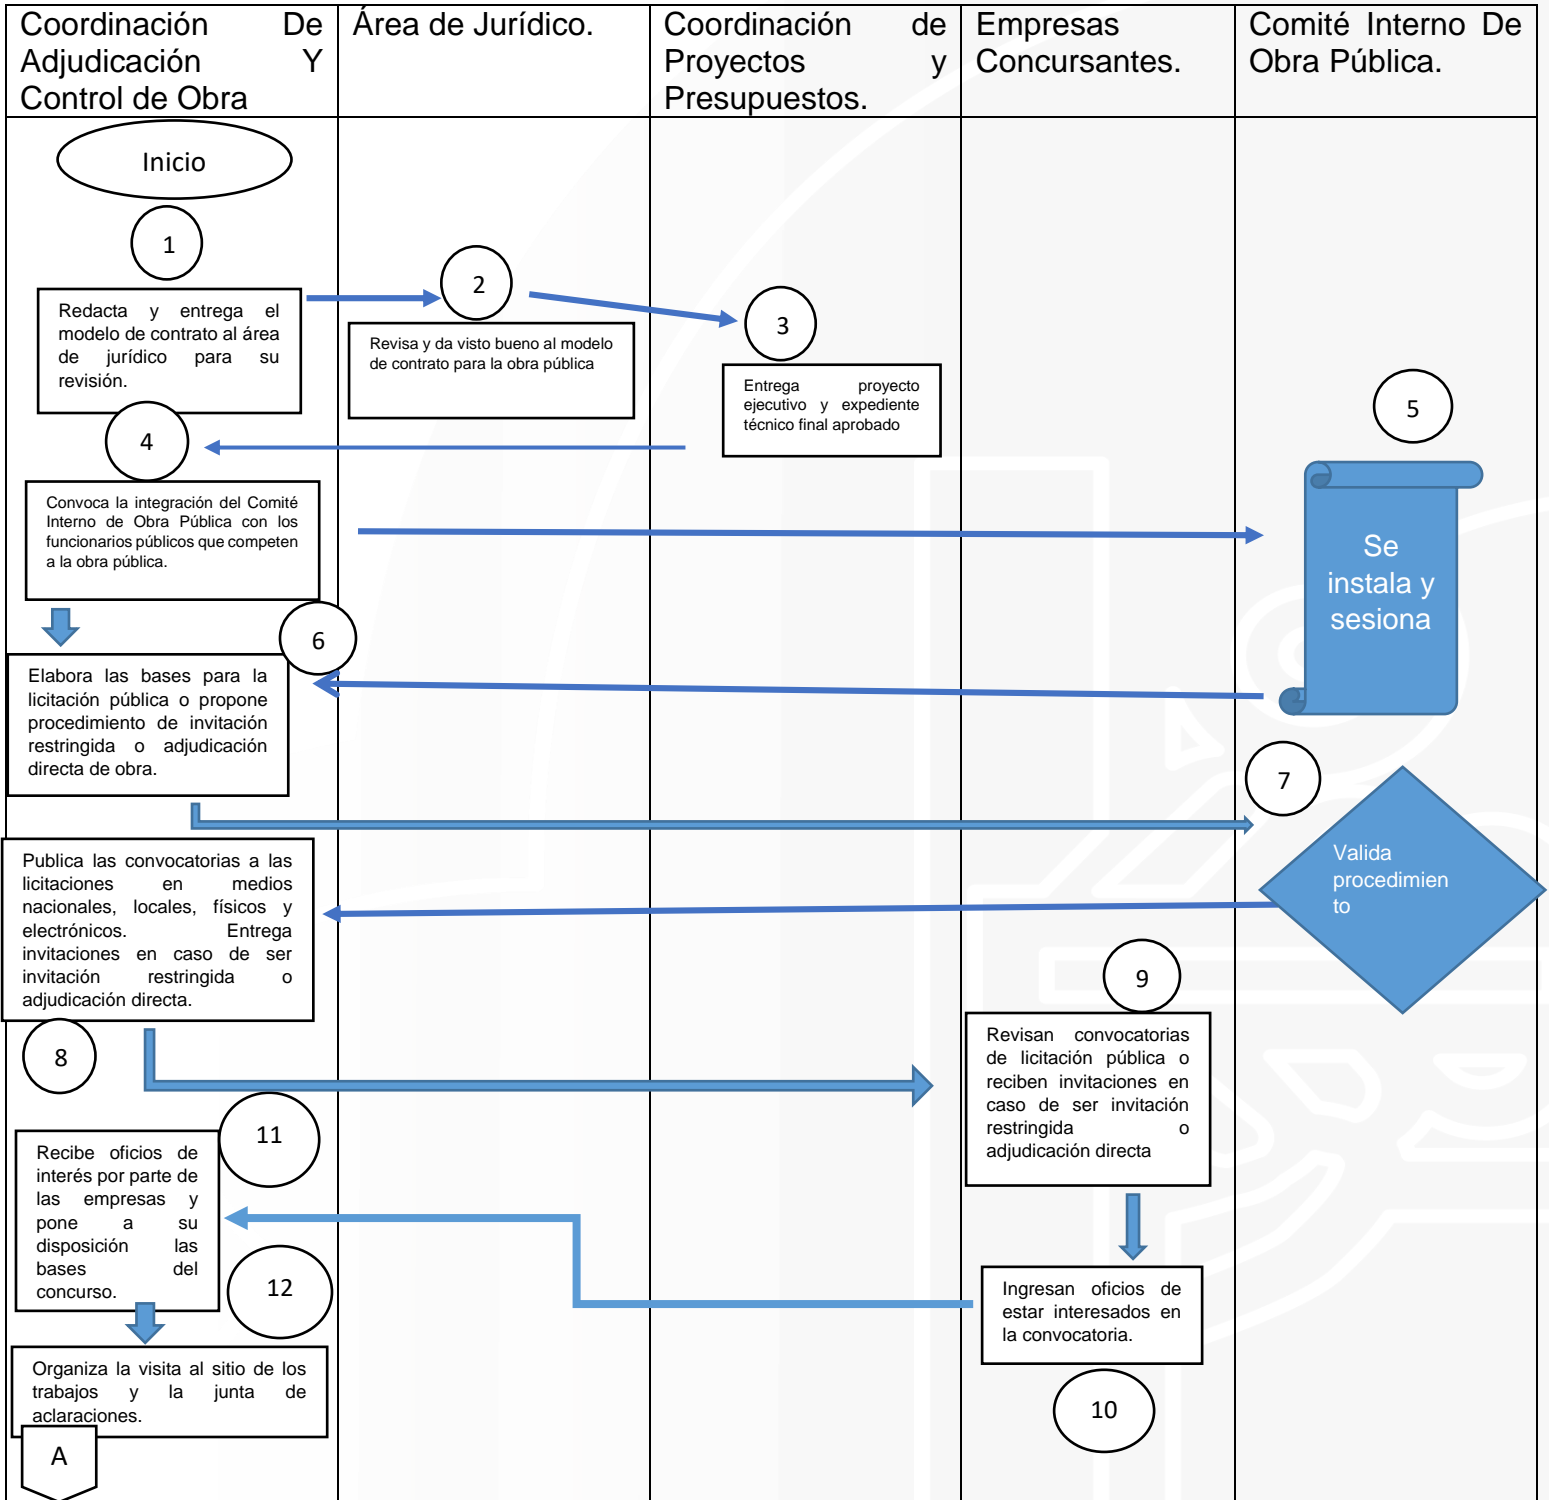 Coordinación De
Adjudicación Y
Control de Obra
Área de Jurídico.
Coordinación de
Proyectos y
Presupuestos.
Empresas
Concursantes.
Comité Interno De
Obra Pública.
Inicio
1
Redacta y entrega el
modelo de contrato al área
de jurídico para su
revisión.
2
Revisa y da visto bueno al modelo
de contrato para la obra pública
3
Entrega proyecto
ejecutivo y expediente
técnico final aprobado
4
Convoca la integración del Comité
Interno de Obra Pública con los
funcionarios públicos que competen
a la obra pública.
5
Se
instala y
sesiona
6
Elabora las bases para la
licitación pública o propone
procedimiento de invitación
restringida o adjudicación
directa de obra.
7
Valida
procedimien
to
Publica las convocatorias a las
licitaciones en medios
nacionales, locales, físicos y
electrónicos. Entrega
invitaciones en caso de ser
invitación restringida o
adjudicación directa.
8
9
Revisan convocatorias
de licitación pública o
reciben invitaciones en
caso de ser invitación
restringida o
adjudicación directa
Ingresan oficios de
estar interesados en
la convocatoria.
10
11
Recibe oficios de
interés por parte de
las empresas y
pone a su
disposición las
bases del
concurso.
12
Organiza la visita al sitio de los
trabajos y la junta de
aclaraciones.
A